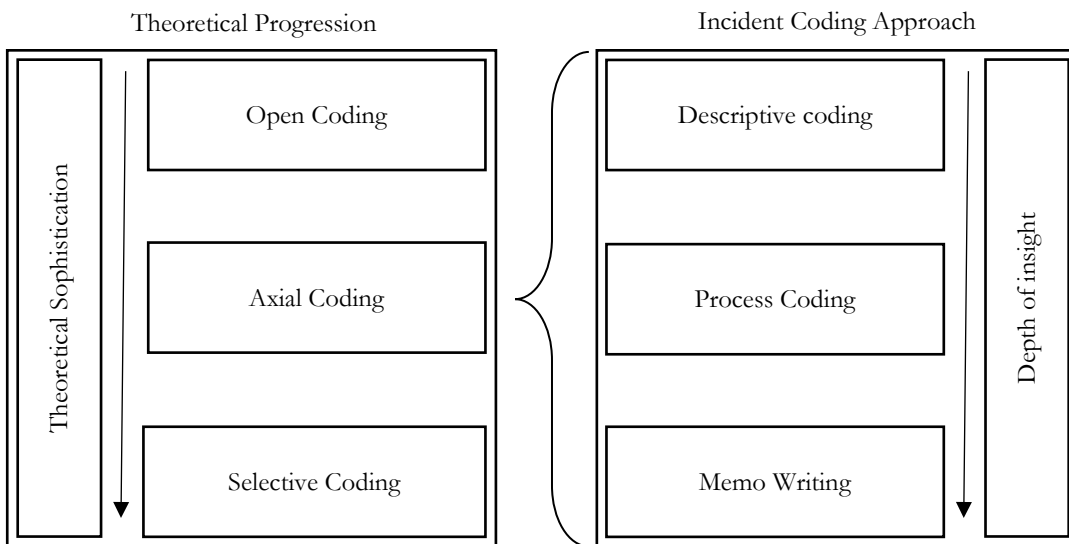 Theoretical Progression
Incident Coding Approach
Theoretical Sophistication
Open Coding
Axial Coding
Selective Coding
Descriptive coding
Process Coding
Memo Writing
Depth of insight